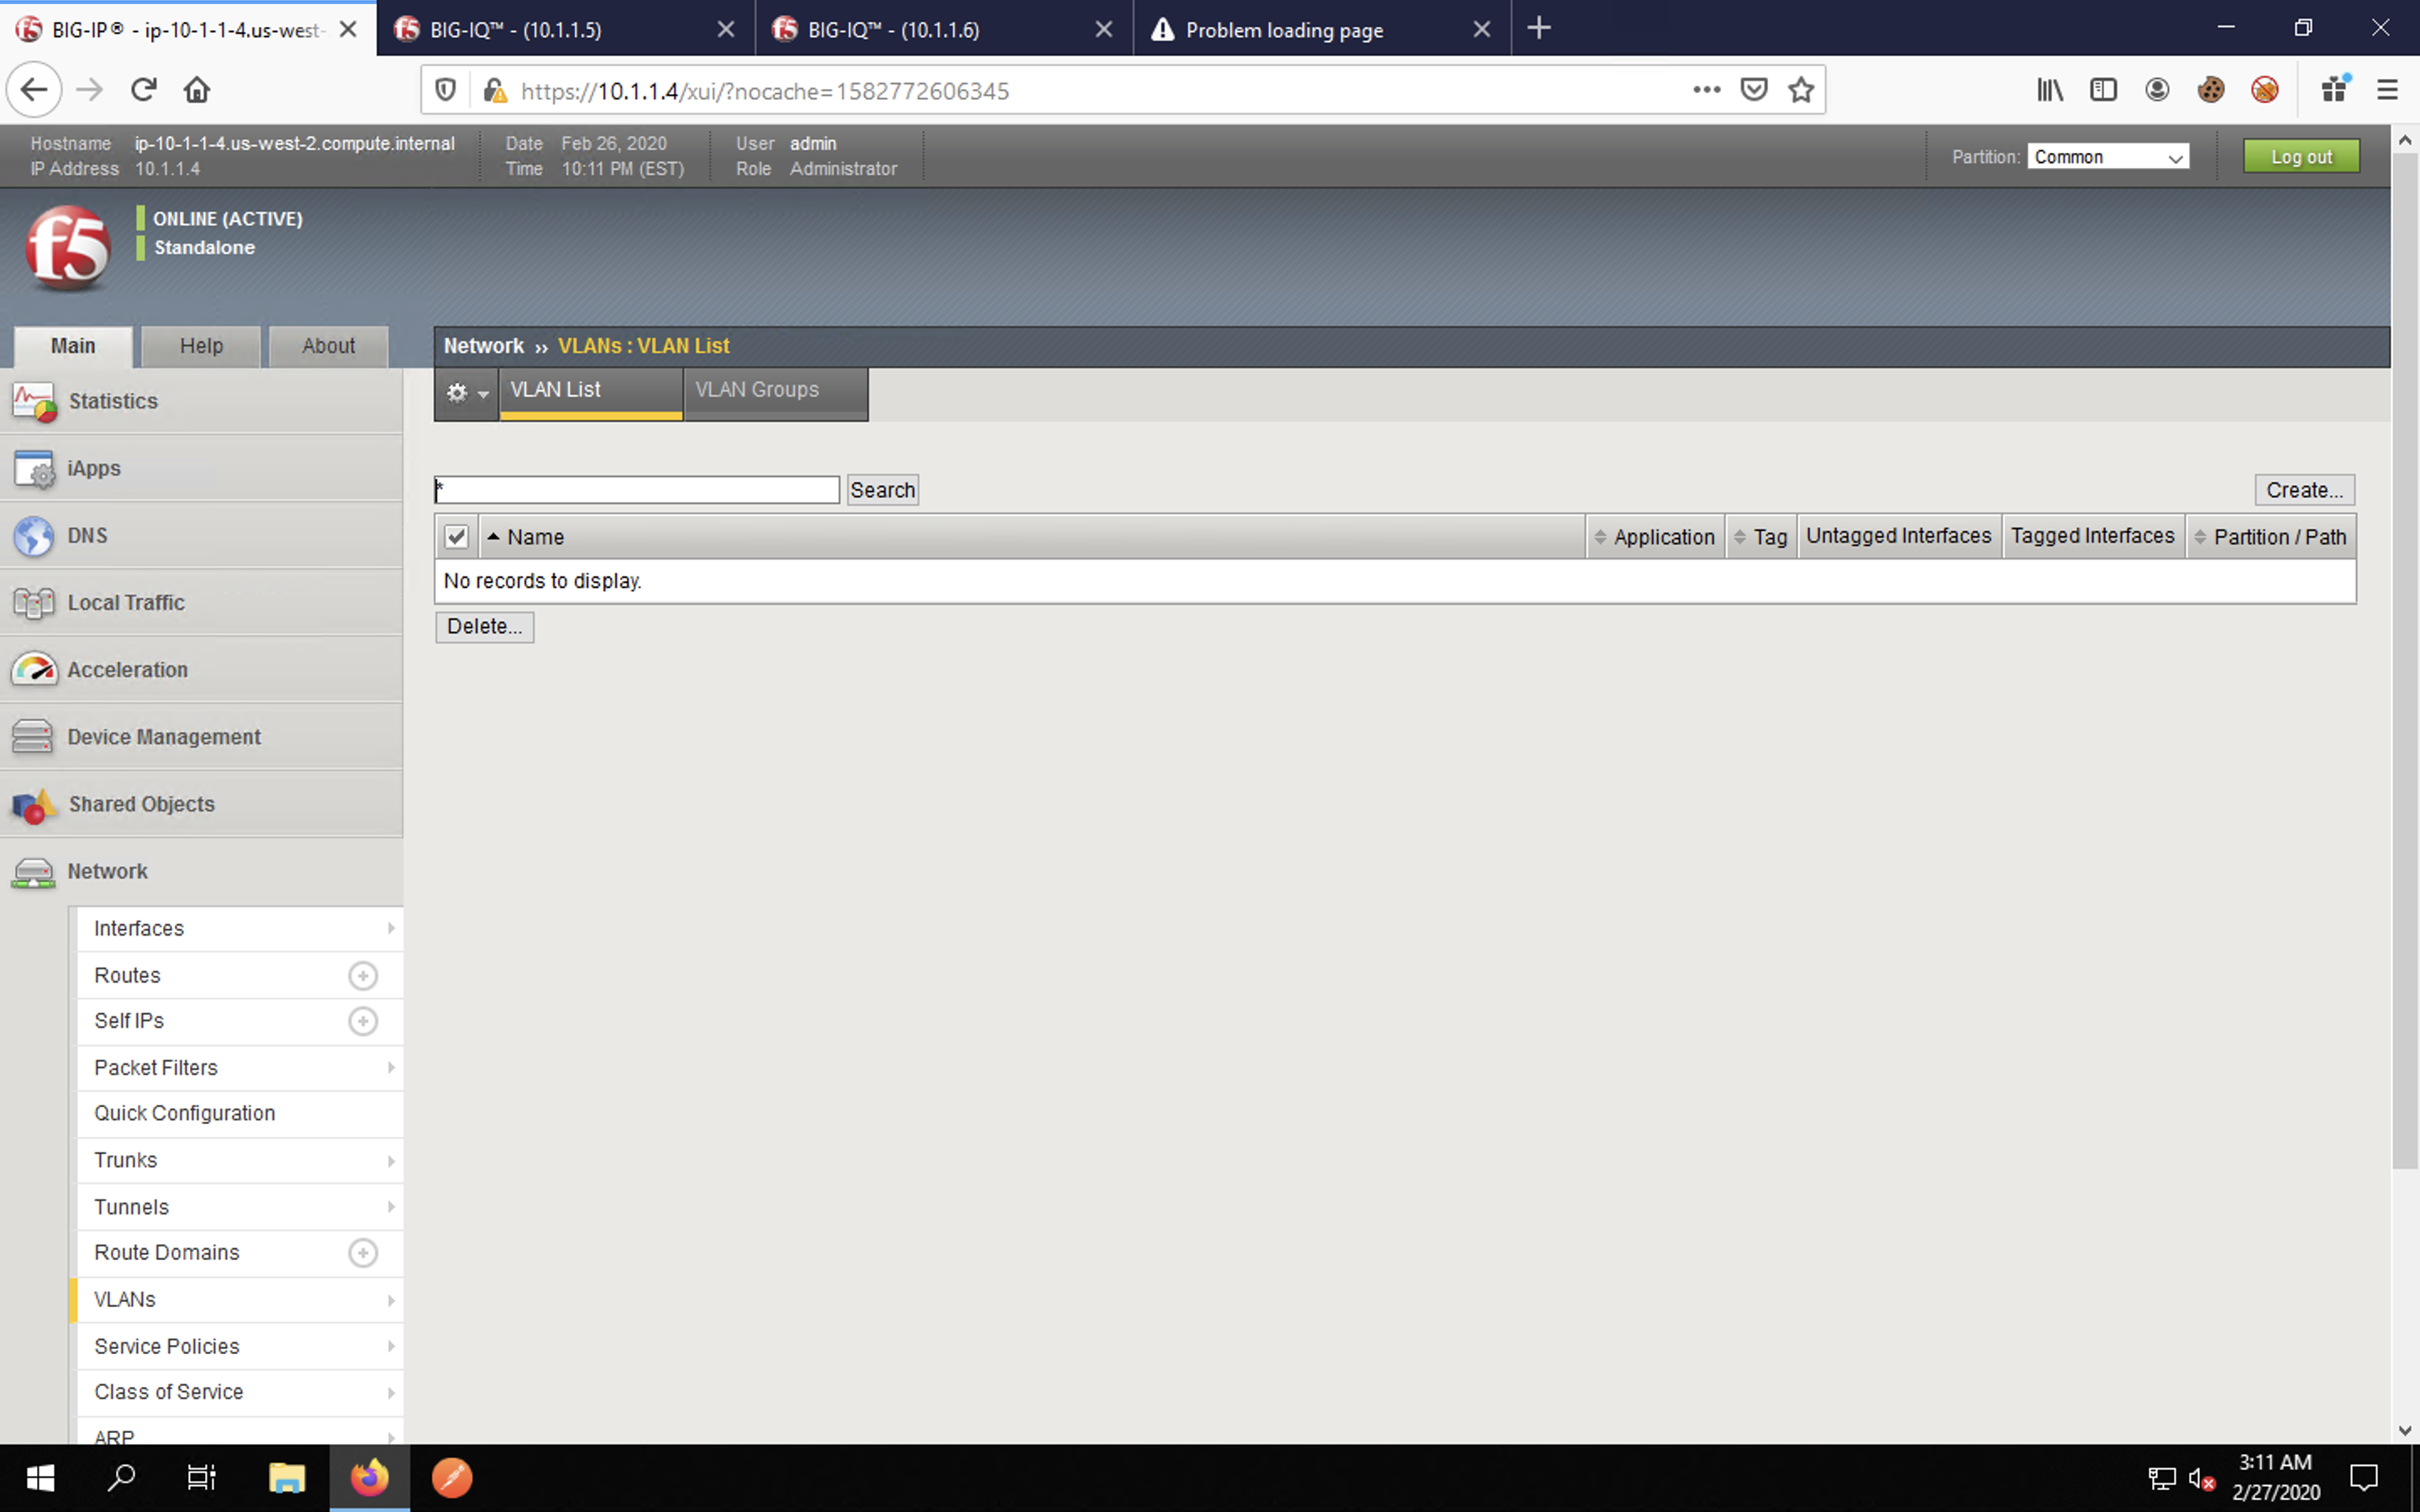 BIG-IP® - ip-10-1-1-4.us-west-
BIG-IQ™ - (10.1.1.5)
BIG-IQ™ - (10.1.1.6)
Problem loading page
https://10.1.1.4/xui/?nocache=1582772606345
Hostname ip-10-1-1-4.us-west-2.compute.internal
IP Address 10.1.1.4
Date Feb 26, 2020
Time 10:11 PM (EST)
User admin
Role Administrator
Partition: Common
Log out
f5
ONLINE (ACTIVE)
Standalone
Main
Help
About
Network ›› VLANs : VLAN List
VLAN List
VLAN Groups
Statistics
iApps
DNS
Local Traffic
Acceleration
Device Management
Shared Objects
Network
Interfaces
Routes
Self IPs
Packet Filters
Quick Configuration
Trunks
Tunnels
Route Domains
VLANs
Service Policies
Class of Service
ARP
*
Search
Create...
Name
Application
Tag
Untagged Interfaces
Tagged Interfaces
Partition / Path
No records to display.
Delete...
3:11 AM
2/27/2020